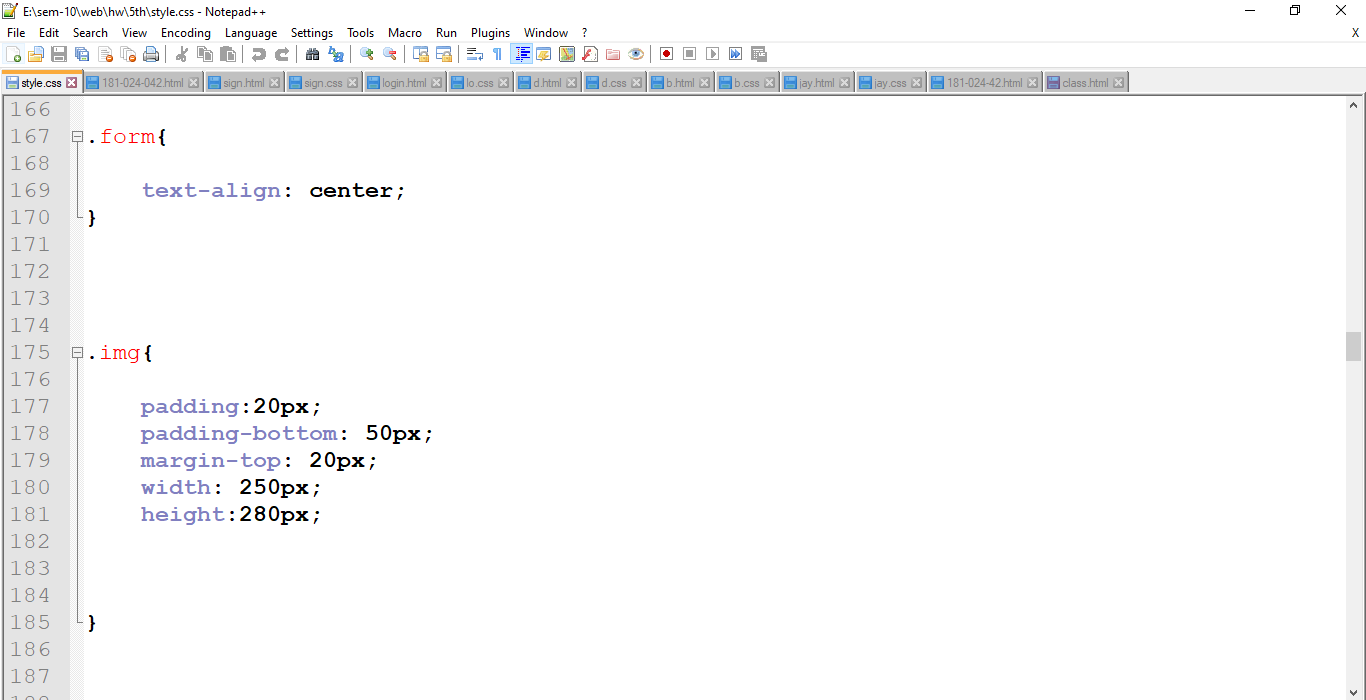 E:\sem-10\web\hw\5th\style.css - Notepad++
File Edit Search View Encoding Language Settings Tools Macro Run Plugins Window ? X
style.css 181-024-042.html sign.html sign.css login.html lo.css d.html d.css b.html b.css jay.html jay.css 181-024-42.html class.html
166
167 .form{
168
169 text-align: center;
170 }
171
172
173
174
175 .img{
176
177 padding:20px;
178 padding-bottom: 50px;
179 margin-top: 20px;
180 width: 250px;
181 height:280px;
182
183
184
185 }
186
187